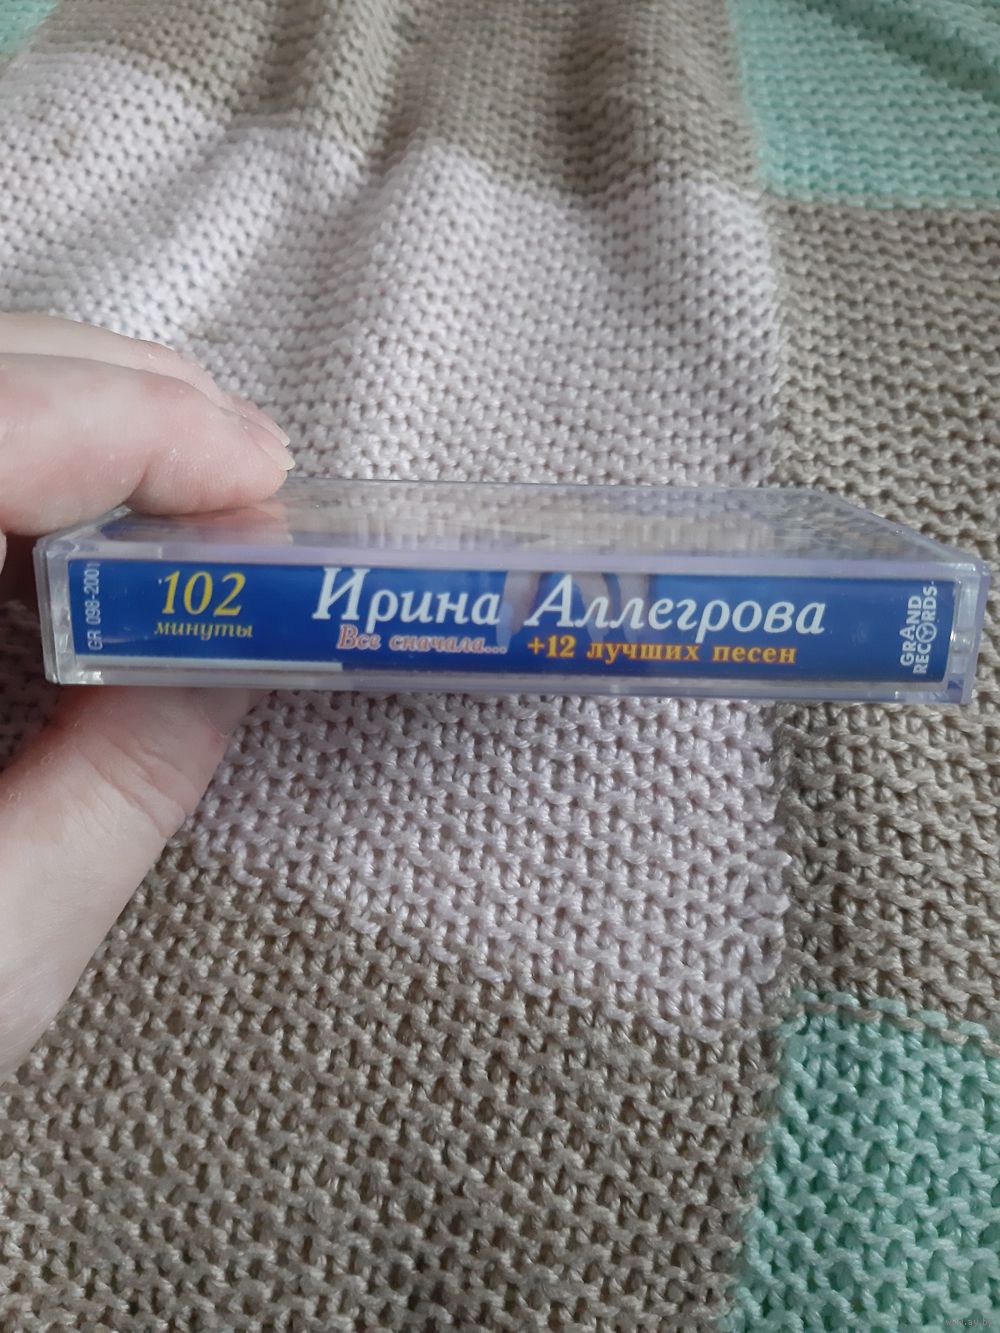 GR 098-2001
102
минуты
Ирина Аллегрова
Все сначала... +12 лучших песен
GRAND
RECORDS